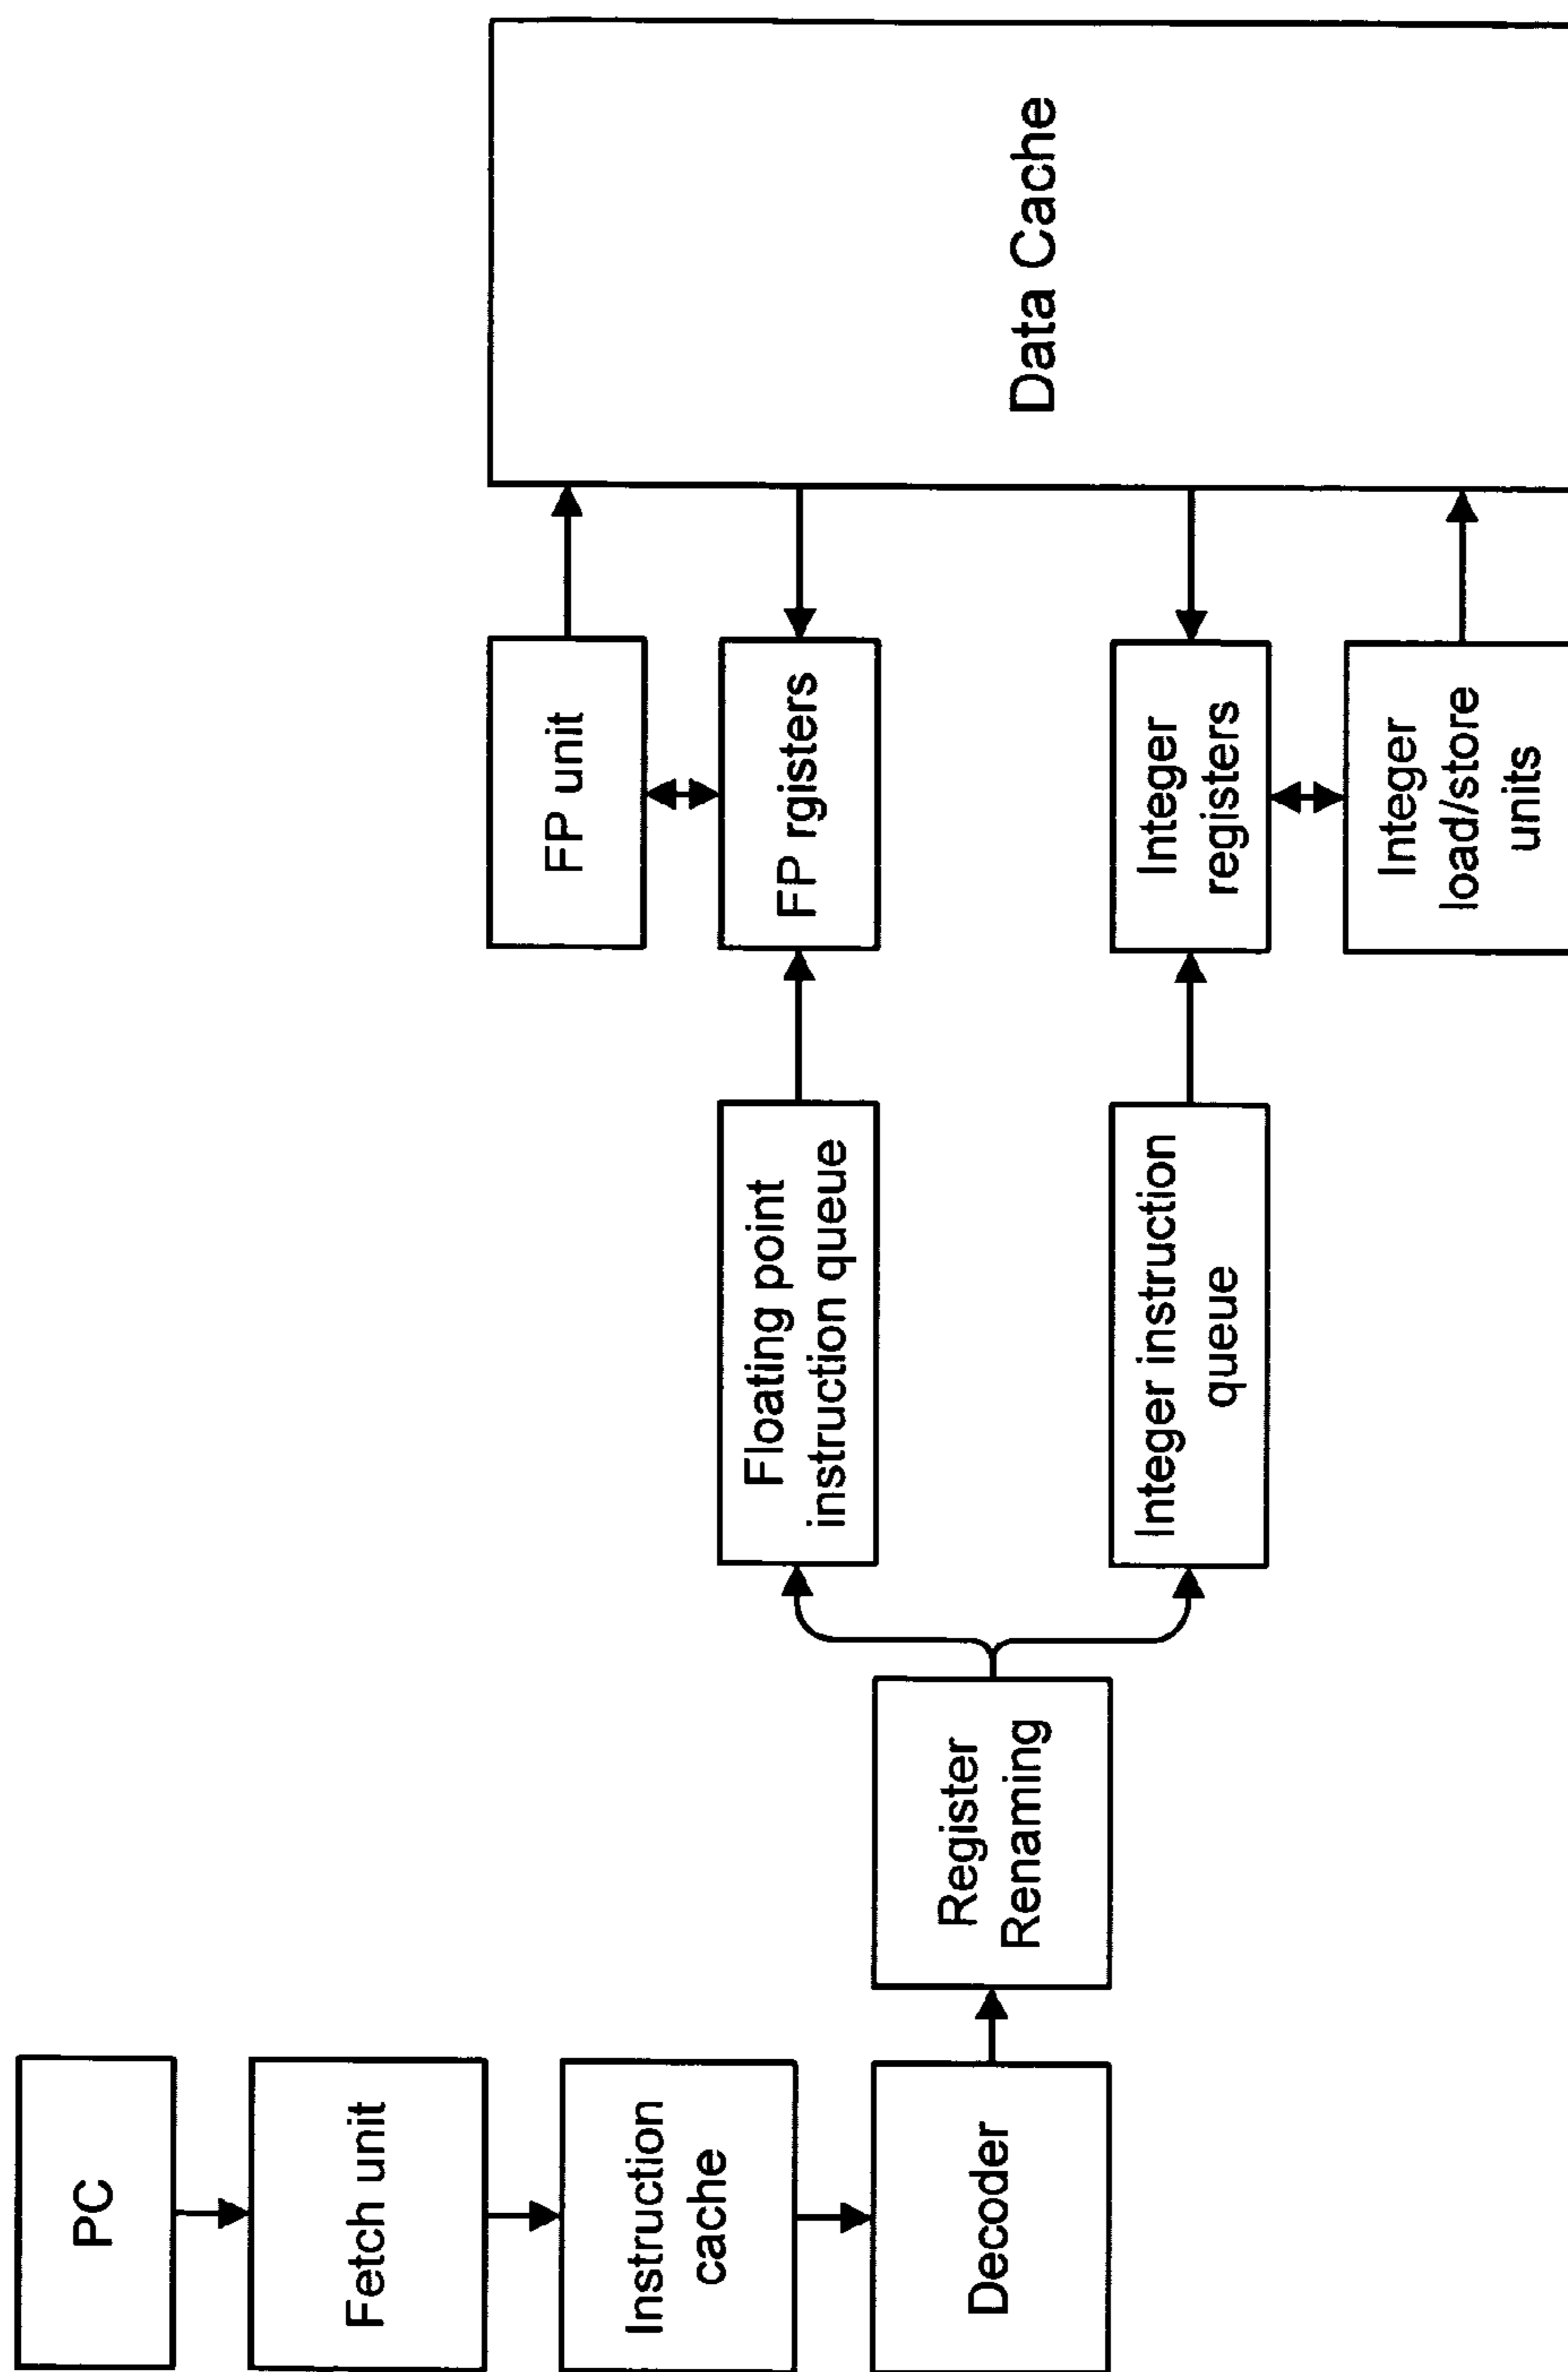 PC
Fetch unit
Instruction
cache
Decoder
Register
Renaming
Floating point
instruction queue
Integer instruction
queue
FP unit
FP rgisters
Integer
registers
Integer
load/store
units
Data Cache